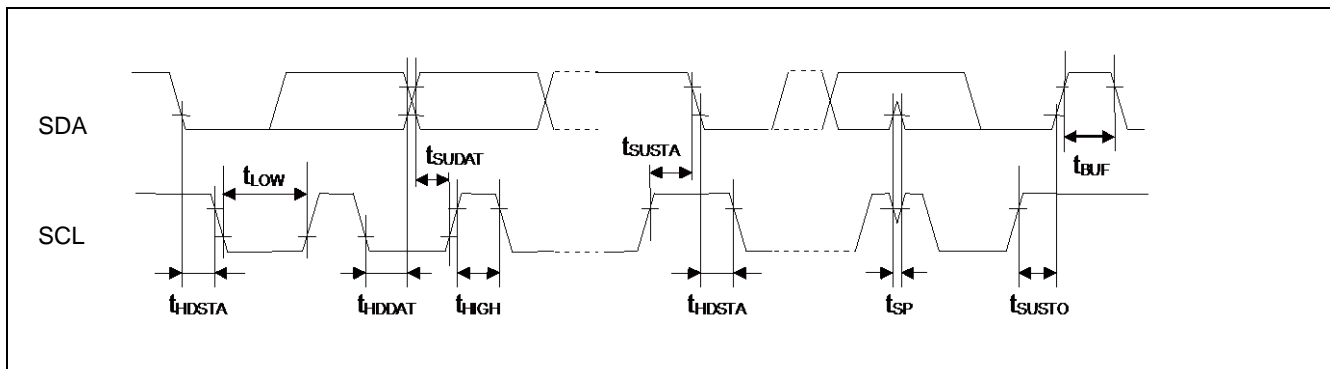 SDA
tSUDAT
tSUSTA
tBUF
tLOW
SCL
tHDSTA
tHDDAT
tHIGH
tHDSTA
tSP
tSUSTO